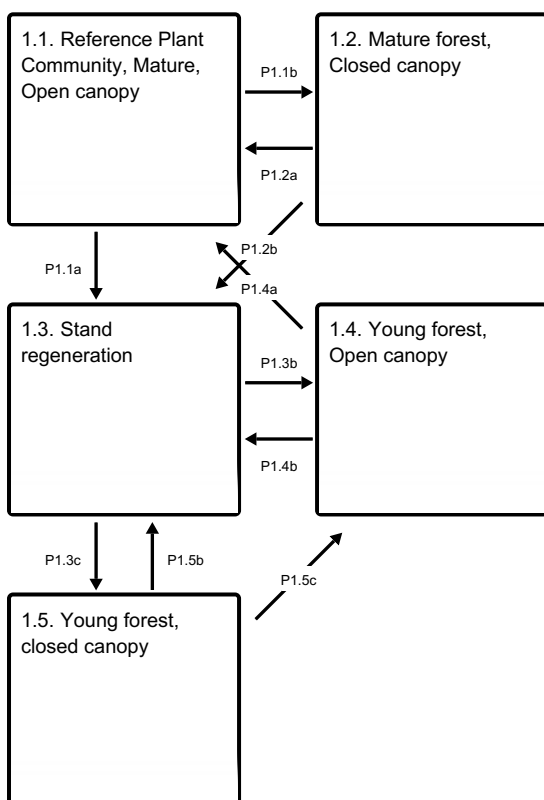 1.1. Reference Plant
Community, Mature,
Open canopy
1.2. Mature forest,
Closed canopy
P1.1b
P1.2a
P1.2b
P1.1a
P1.4a
1.3. Stand
regeneration
1.4. Young forest,
Open canopy
P1.3b
P1.4b
P1.3c
P1.5b
P1.5c
1.5. Young forest,
closed canopy